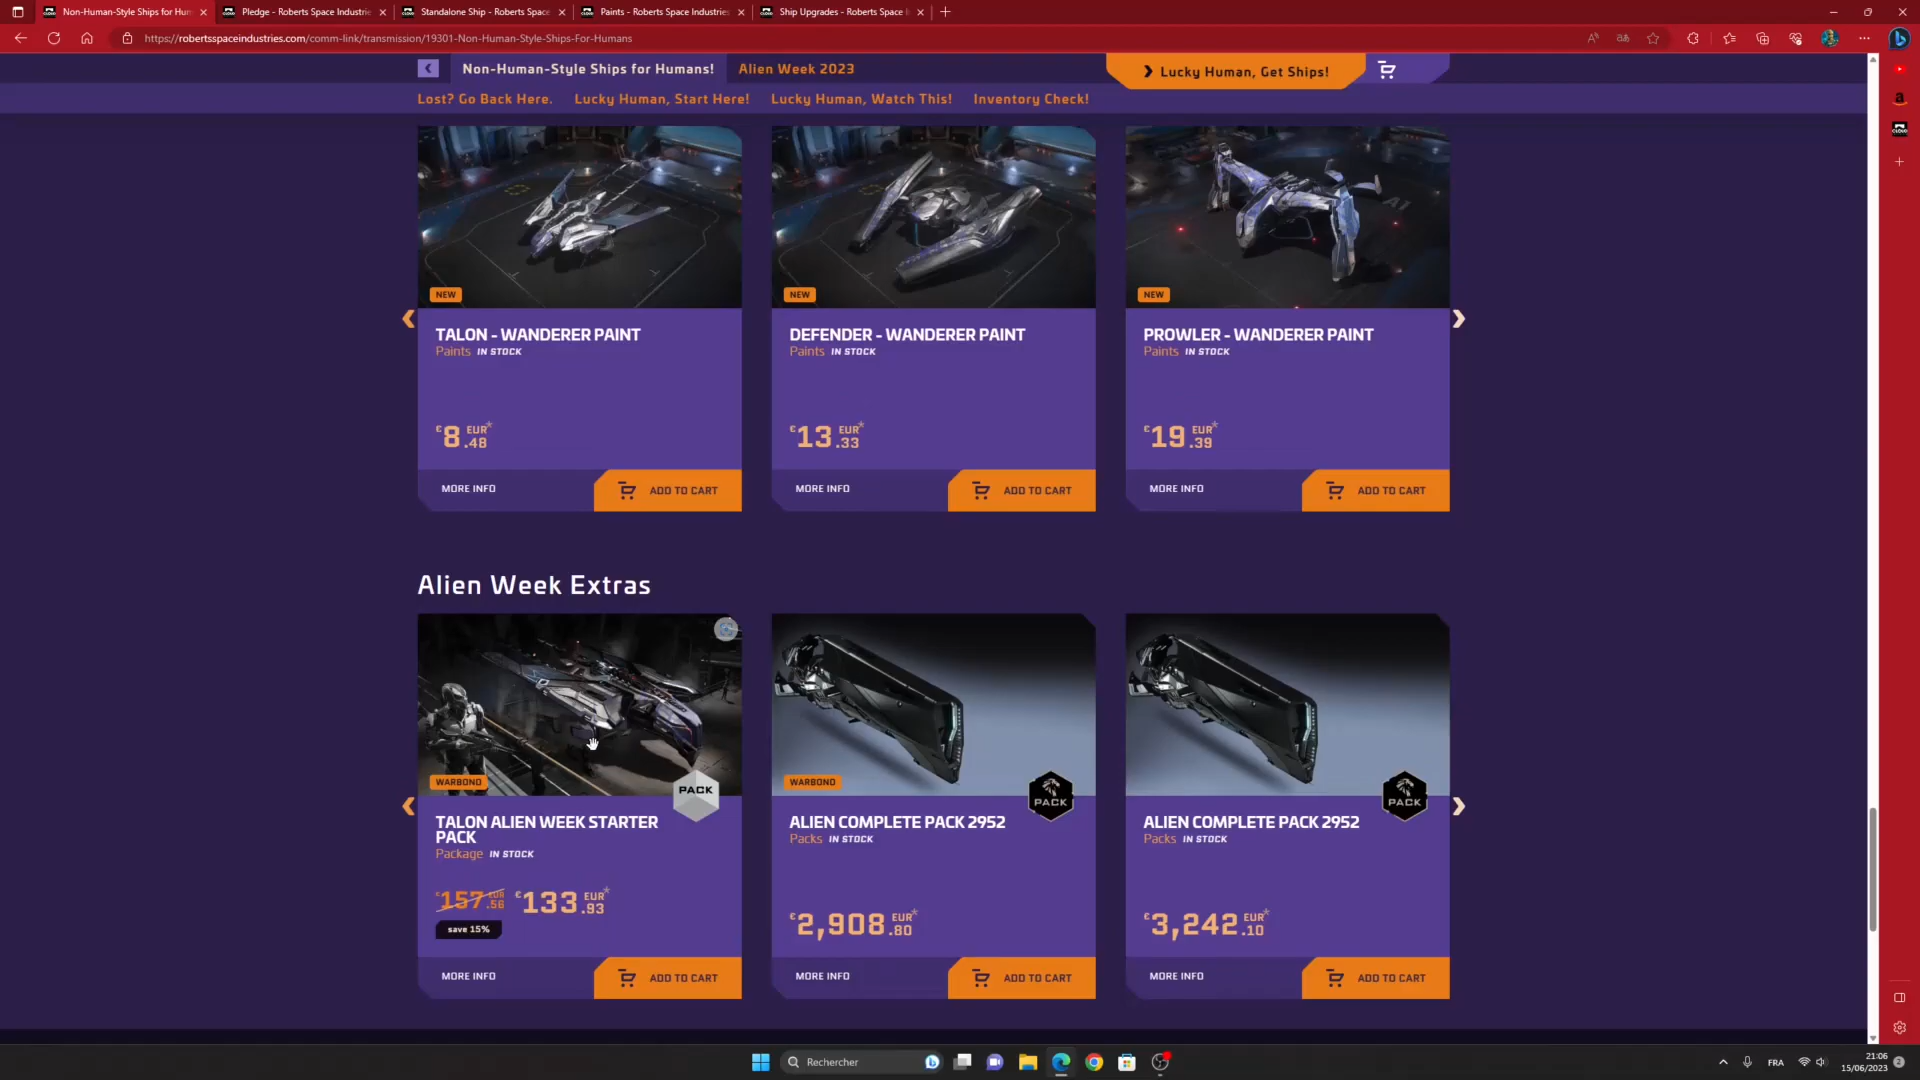 Non-Human-Style Ships for Hum
Pledge - Roberts Space Industrie
Standalone Ship - Roberts Space
Paints - Roberts Space Industries
Ship Upgrades - Roberts Space I
https://robertsspaceindustries.com/comm-link/transmission/19301-Non-Human-Style-Ships-For-Humans
Non-Human-Style Ships for Humans!
Alien Week 2023
Lucky Human, Get Ships!
Lost? Go Back Here.
Lucky Human, Start Here!
Lucky Human, Watch This!
Inventory Check!
NEW
TALON - WANDERER PAINT
Paints IN STOCK
€8.48 EUR*
MORE INFO
ADD TO CART
NEW
DEFENDER - WANDERER PAINT
Paints IN STOCK
€13.33 EUR*
MORE INFO
ADD TO CART
NEW
PROWLER - WANDERER PAINT
Paints IN STOCK
€19.39 EUR*
MORE INFO
ADD TO CART
Alien Week Extras
WARBOND
PACK
TALON ALIEN WEEK STARTER
PACK
Package IN STOCK
€157.56 EUR €133.93 EUR*
save 15%
MORE INFO
ADD TO CART
WARBOND
PACK
ALIEN COMPLETE PACK 2952
Packs IN STOCK
€2,908.80 EUR*
MORE INFO
ADD TO CART
PACK
ALIEN COMPLETE PACK 2952
Packs IN STOCK
€3,242.10 EUR*
MORE INFO
ADD TO CART
Rechercher
FRA
21:06
15/06/2023
2